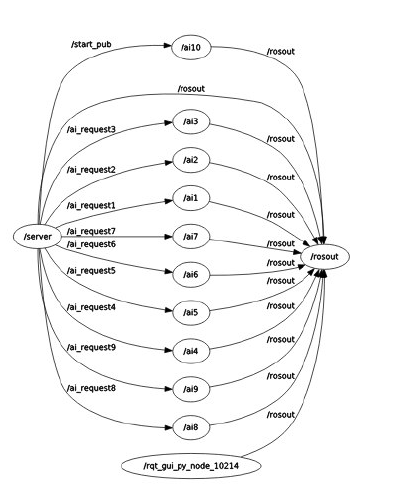 /start_pub
/ai10
/rosout
/rosout
/ai_request3
/ai3
/rosout
/ai_request2
/ai2
/rosout
/ai_request1
/ai1
/rosout
/server
/ai_request7
/ai7
/rosout
/ai_request6
/ai6
/rosout
/rosout
/ai_request5
/ai5
/rosout
/ai_request4
/ai4
/rosout
/ai_request9
/ai9
/rosout
/ai_request8
/ai8
/rosout
/rosout
/rqt_gui_py_node_10214